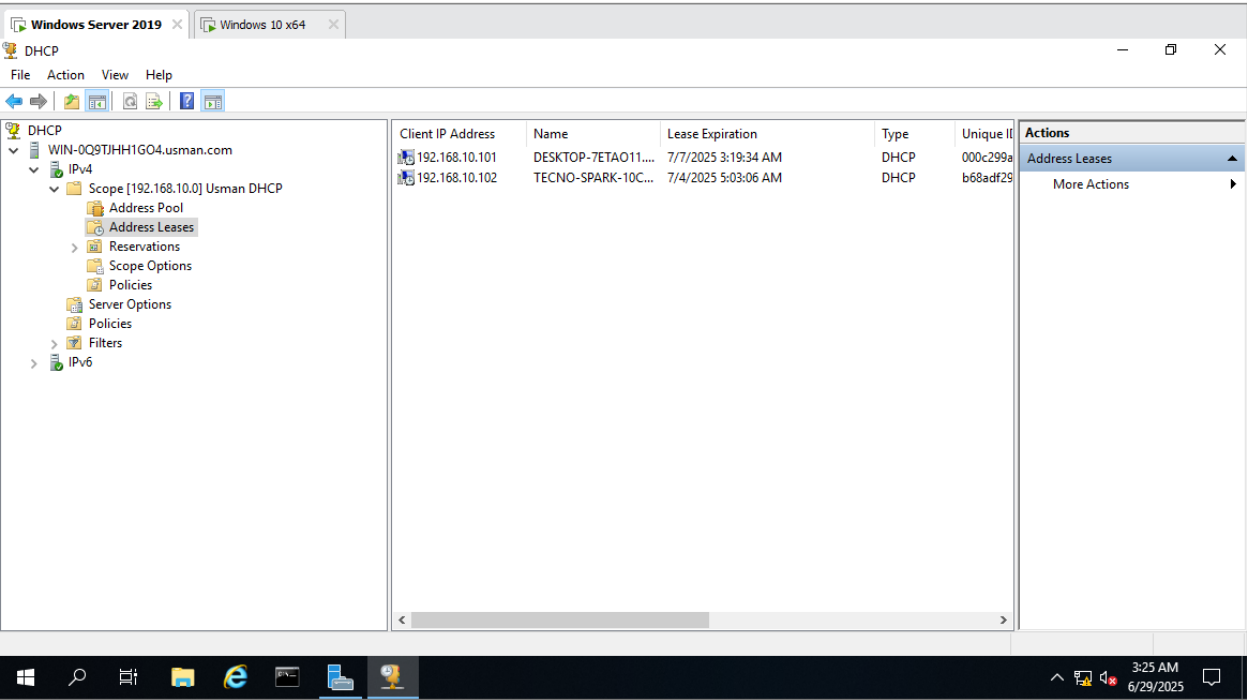 Windows Server 2019 Windows 10 x64
DHCP
File Action View Help
DHCP
WIN-0Q9TJHH1GO4.usman.com
IPv4
Scope [192.168.10.0] Usman DHCP
Address Pool
Address Leases
Reservations
Scope Options
Policies
Server Options
Policies
Filters
IPv6
Client IP Address Name Lease Expiration Type Unique ID
192.168.10.101 DESKTOP-7ETAO11.... 7/7/2025 3:19:34 AM DHCP 000c299a
192.168.10.102 TECNO-SPARK-10C... 7/4/2025 5:03:06 AM DHCP b68adf29
Actions
Address Leases
More Actions
3:25 AM
6/29/2025